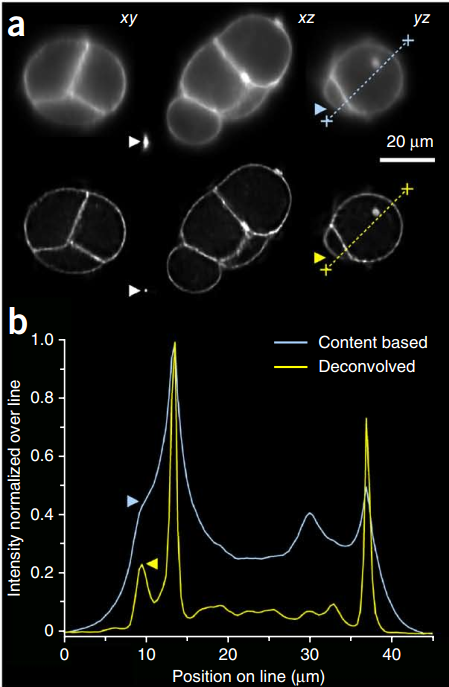 a
xy
xz
yz
20 µm
b
Content based
Deconvolved
Intensity normalized over line
1.0
0.8
0.6
0.4
0.2
0
0 10 20 30 40
Position on line (µm)